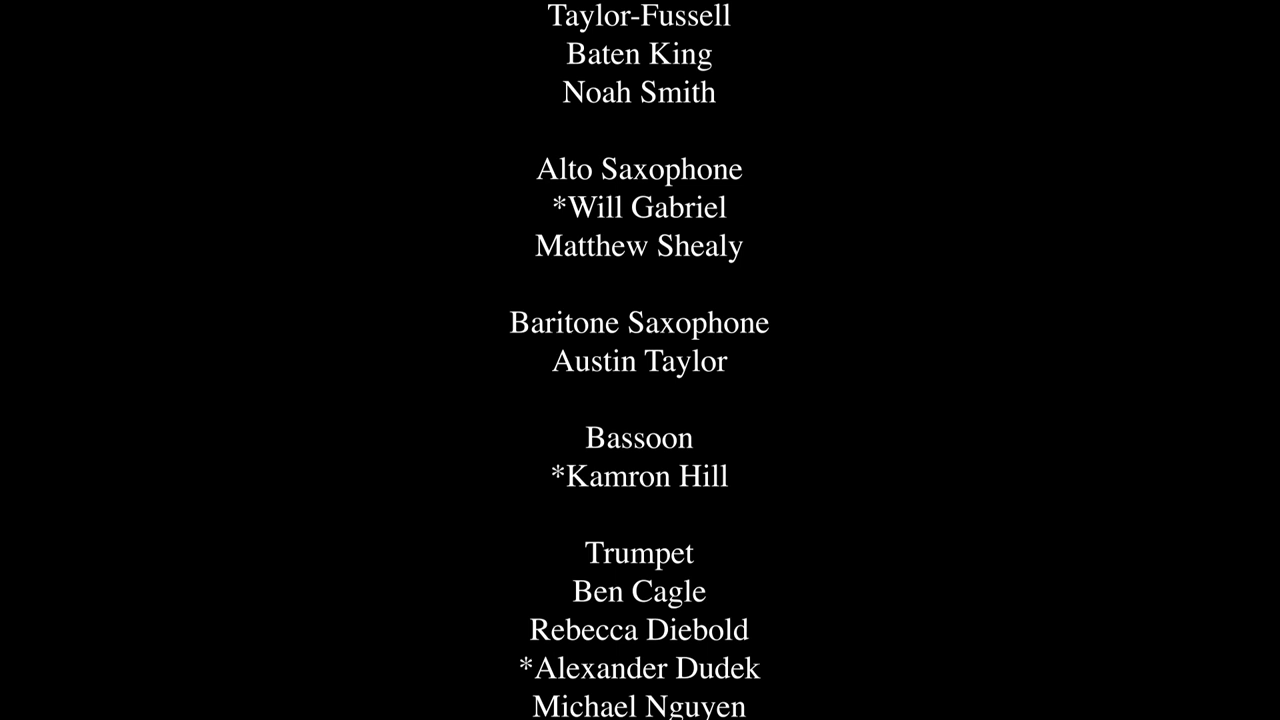 Taylor-Fussell
Baten King
Noah Smith
Alto Saxophone
*Will Gabriel
Matthew Shealy
Baritone Saxophone
Austin Taylor
Bassoon
*Kamron Hill
Trumpet
Ben Cagle
Rebecca Diebold
*Alexander Dudek
Michael Nguyen